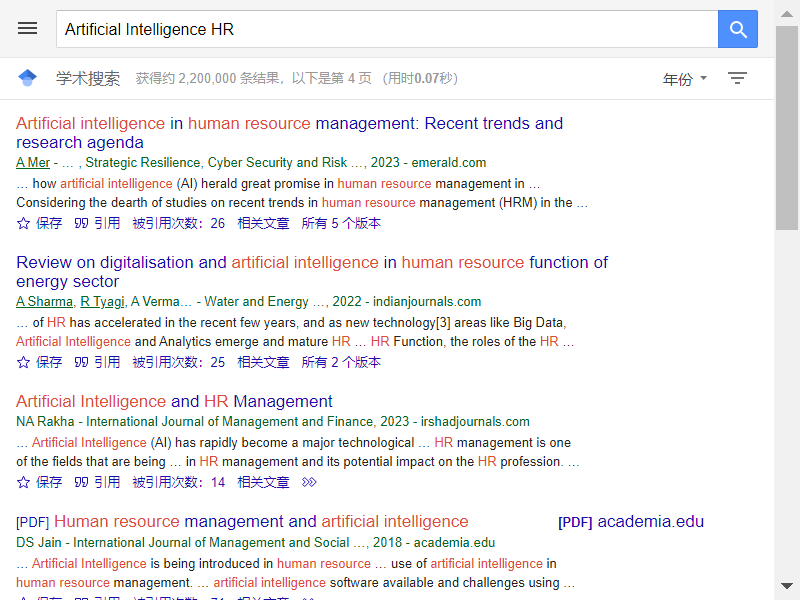 Artificial Intelligence HR
学术搜索 获得约 2,200,000 条结果，以下是第 4 页 （用时0.07秒） 年份
Artificial intelligence in human resource management: Recent trends and
research agenda
A Mer - … , Strategic Resilience, Cyber Security and Risk …, 2023 - emerald.com
… how artificial intelligence (AI) herald great promise in human resource management in …
Considering the dearth of studies on recent trends in human resource management (HRM) in the …
保存 引用 被引用次数：26 相关文章 所有 5 个版本
Review on digitalisation and artificial intelligence in human resource function of
energy sector
A Sharma, R Tyagi, A Verma… - Water and Energy …, 2022 - indianjournals.com
… of HR has accelerated in the recent few years, and as new technology[3] areas like Big Data,
Artificial Intelligence and Analytics emerge and mature HR … HR Function, the roles of the HR …
保存 引用 被引用次数：25 相关文章 所有 2 个版本
Artificial Intelligence and HR Management
NA Rakha - International Journal of Management and Finance, 2023 - irshadjournals.com
… Artificial Intelligence (AI) has rapidly become a major technological … HR management is one
of the fields that are being … in HR management and its potential impact on the HR profession. …
保存 引用 被引用次数：14 相关文章
[PDF] Human resource management and artificial intelligence [PDF] academia.edu
DS Jain - International Journal of Management and Social …, 2018 - academia.edu
… Artificial Intelligence is being introduced in human resource … use of artificial intelligence in
human resource management. … artificial intelligence software available and challenges using …